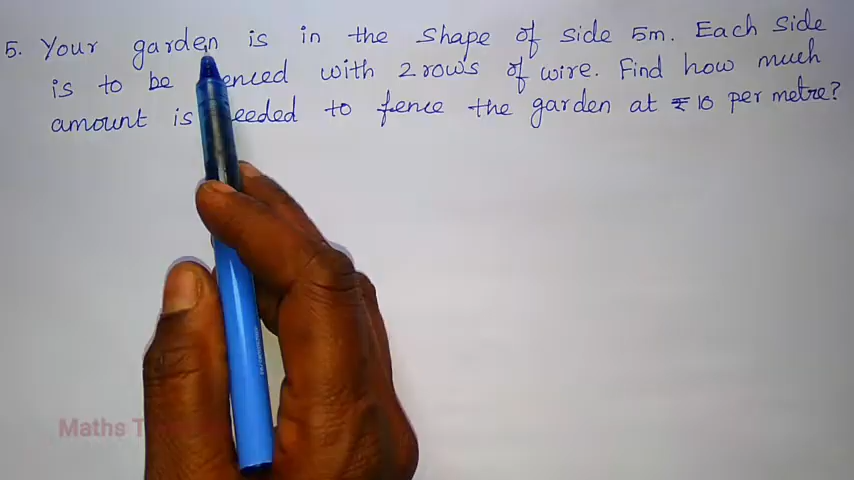 5. Your garden is in the shape of side 5m. Each side
is to be enced with 2 rows of wire. Find how much
amount is eeded to fence the garden at ₹ 10 per metre?
Maths T